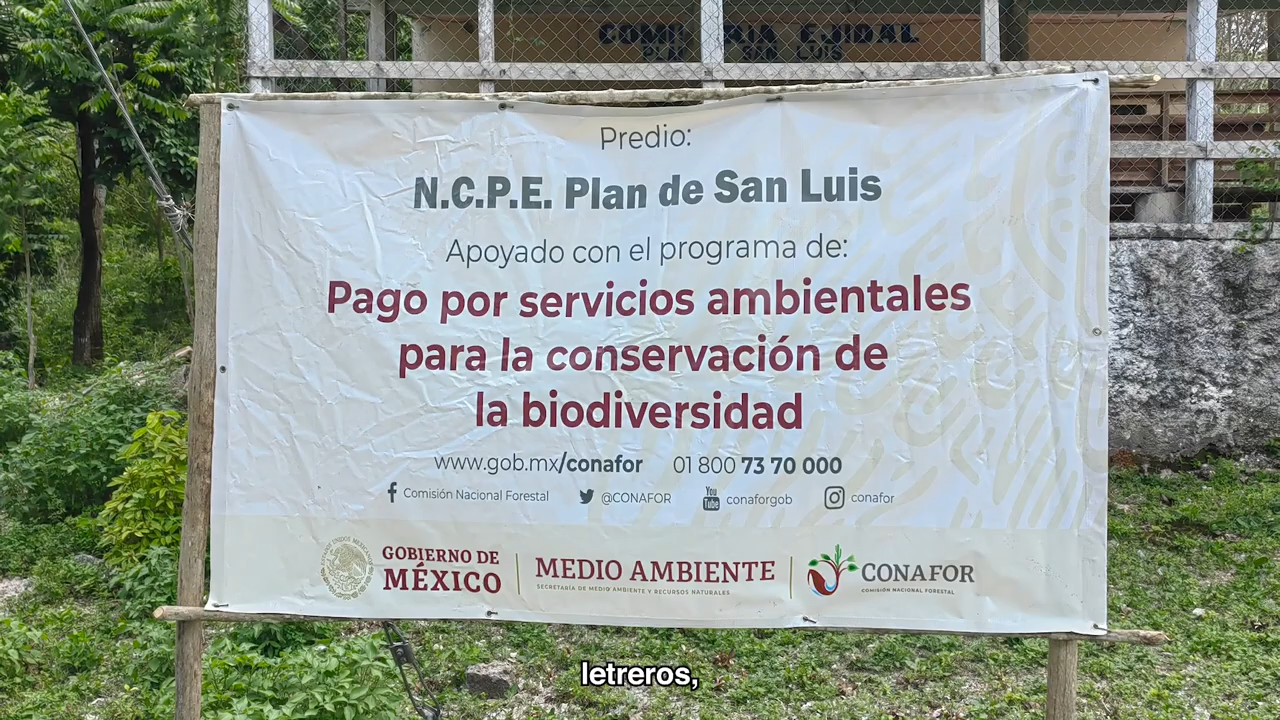 Predio:
N.C.P.E. Plan de San Luis
Apoyado con el programa de:
Pago por servicios ambientales
para la conservación de
la biodiversidad
www.gob.mx/conafor 01 800 73 70 000
Comisión Nacional Forestal @CONAFOR You Tube conaforgob conafor
GOBIERNO DE MÉXICO
MEDIO AMBIENTE
SECRETARÍA DE MEDIO AMBIENTE Y RECURSOS NATURALES
CONAFOR
COMISIÓN NACIONAL FORESTAL
letreros,